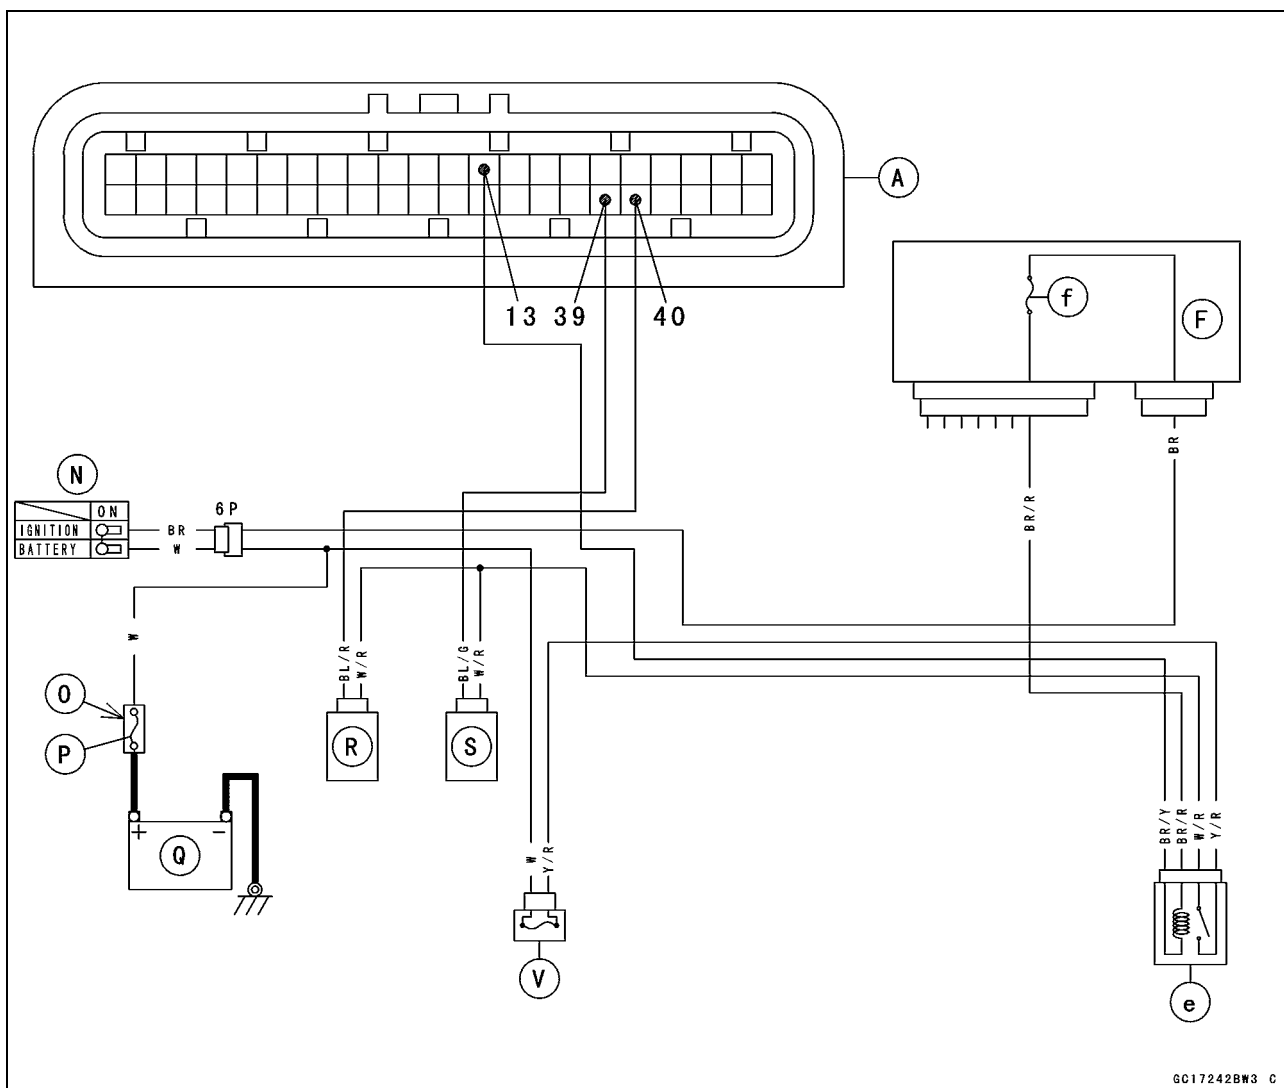 A
13 39 40
f
F
BR
BR/R
N
6P
ON
IGNITION
BATTERY
BR
W
W
O
P
BL/R
W/R
BL/G
W/R
R
S
+
-
Q
W
Y/R
V
BR/Y
BR/R
W/R
Y/R
e
GC17242BW3 C